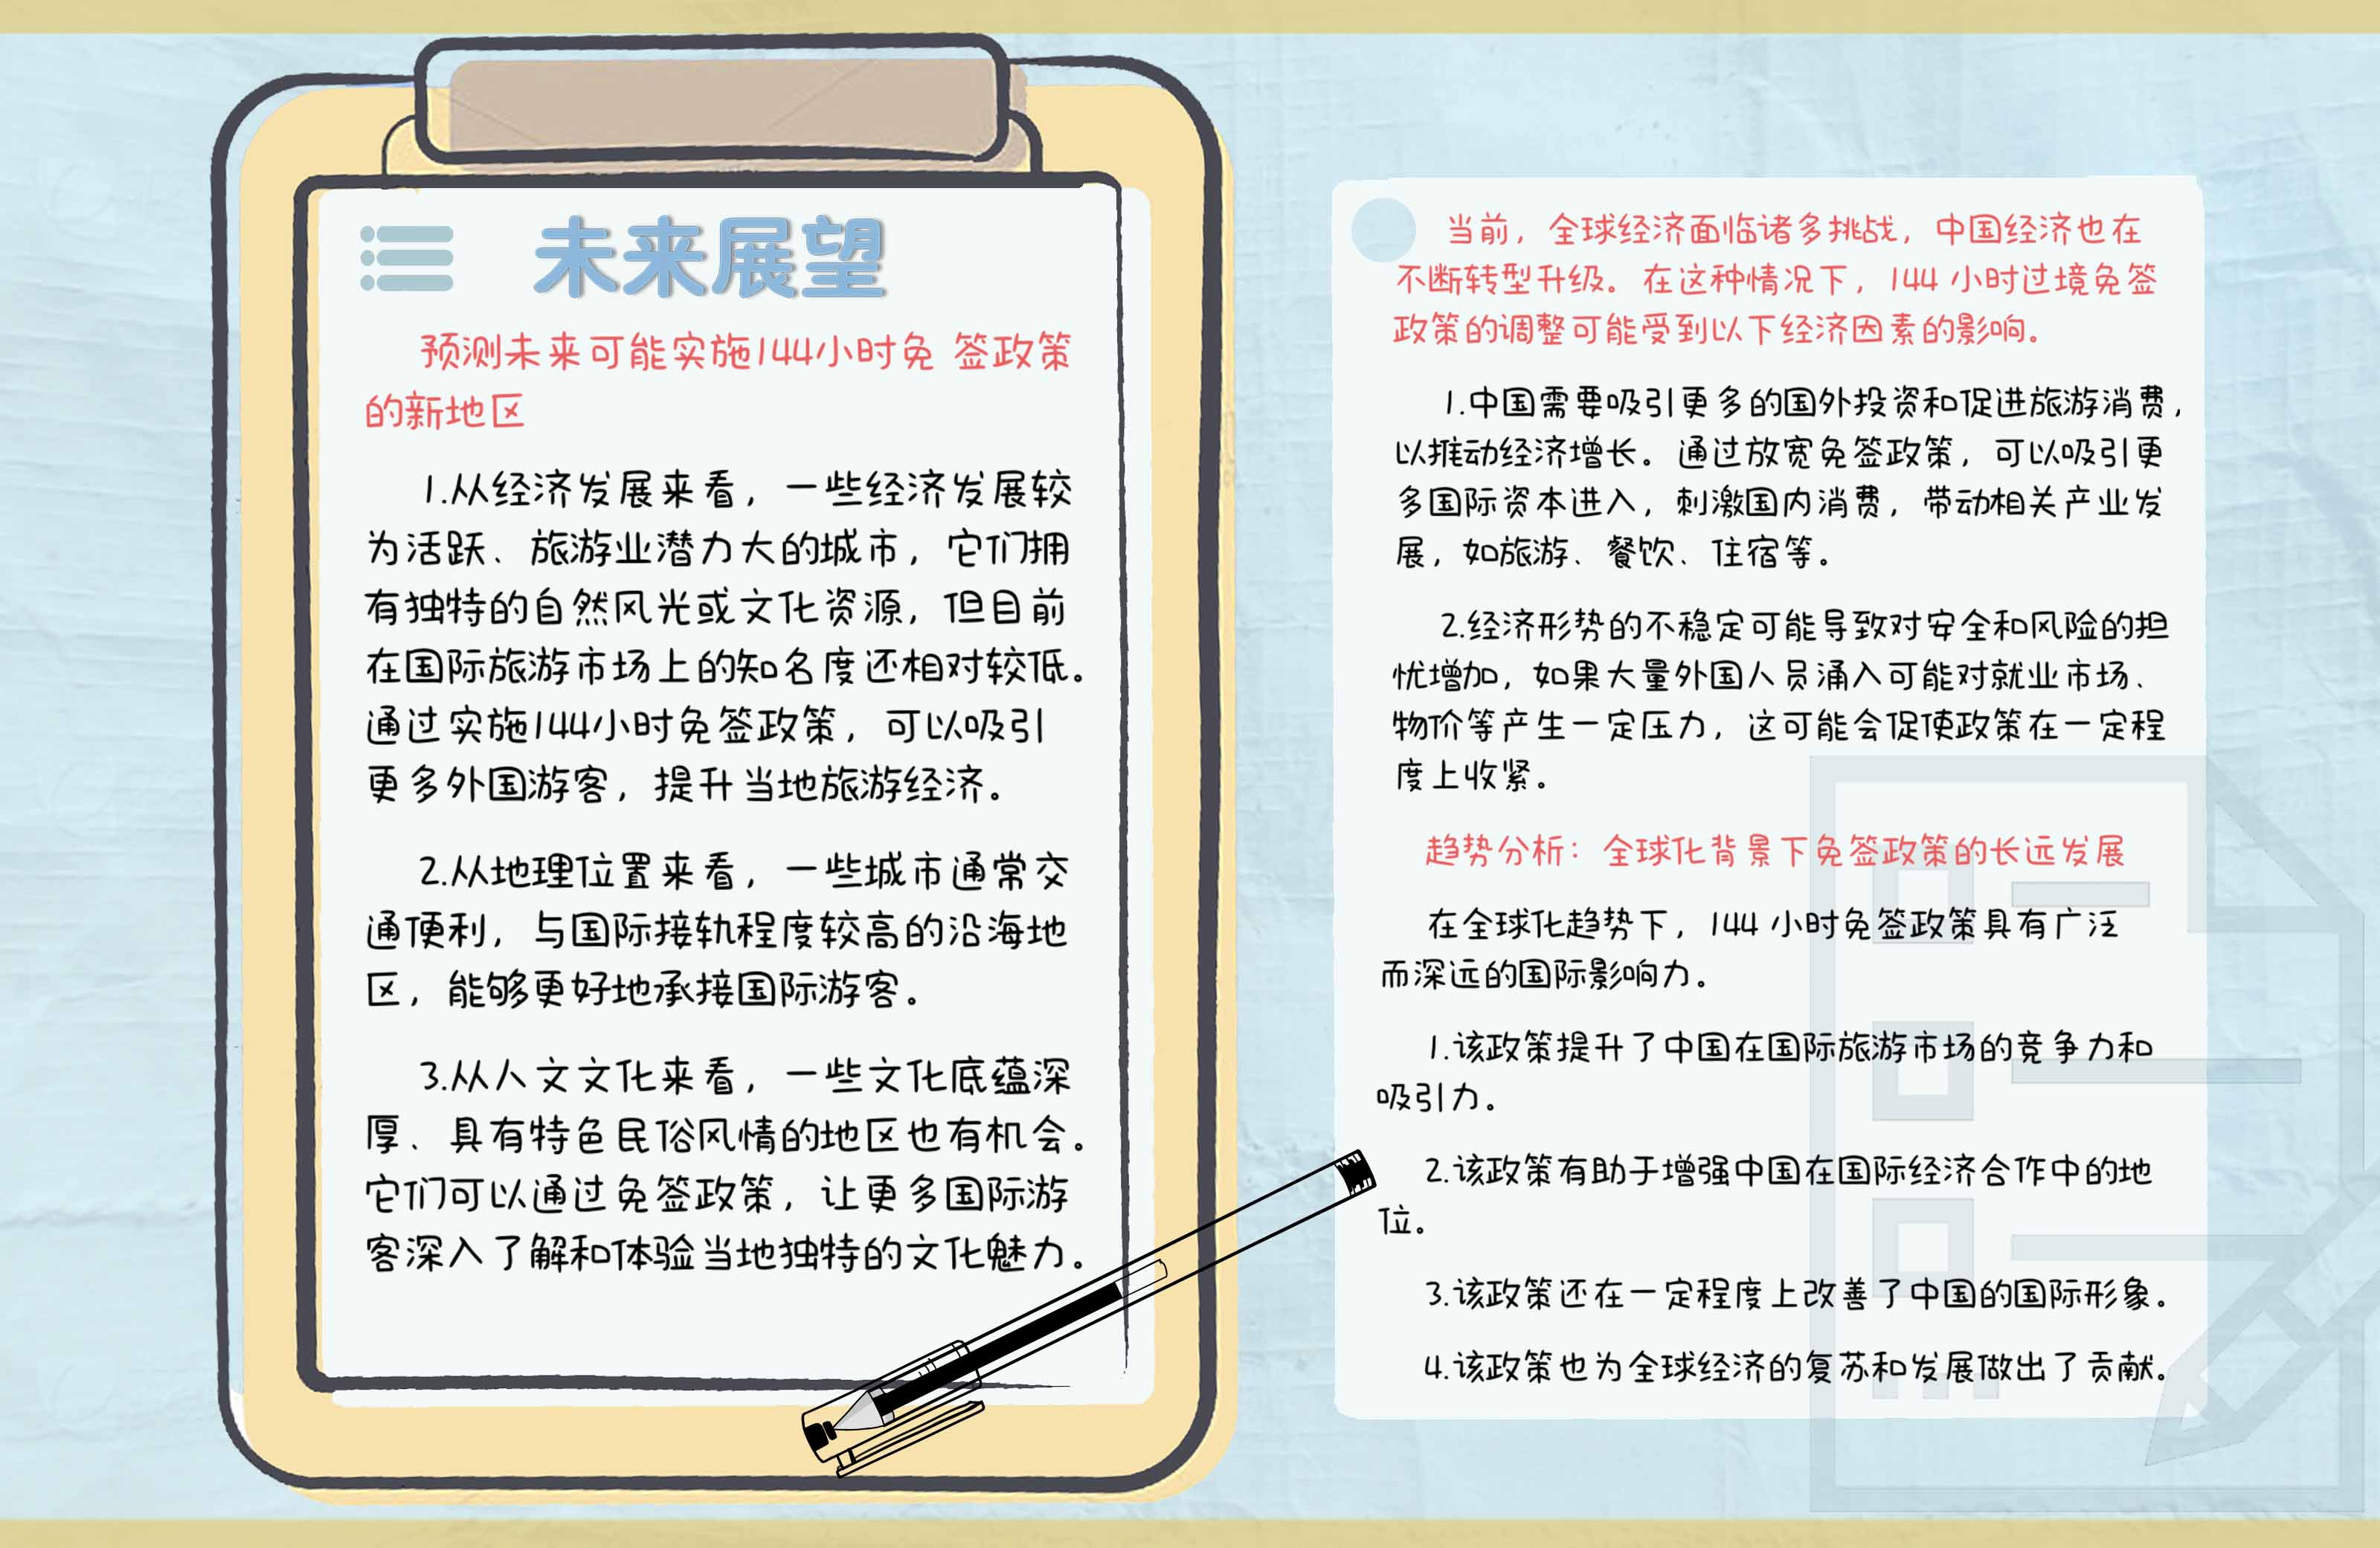 未来展望
预测未来可能实施144小时免 签政策
的新地区
1.从经济发展来看，一些经济发展较
为活跃、旅游业潜力大的城市，它们拥
有独特的自然风光或文化资源，但目前
在国际旅游市场上的知名度还相对较低。
通过实施144小时免签政策，可以吸引
更多外国游客，提升当地旅游经济。
2.从地理位置来看，一些城市通常交
通便利，与国际接轨程度较高的沿海地
区，能够更好地承接国际游客。
3.从人文文化来看，一些文化底蕴深
厚、具有特色民俗风情的地区也有机会。
它们可以通过免签政策，让更多国际游
客深入了解和体验当地独特的文化魅力。
当前，全球经济面临诸多挑战，中国经济也在
不断转型升级。在这种情况下，144 小时过境免签
政策的调整可能受到以下经济因素的影响。
1.中国需要吸引更多的国外投资和促进旅游消费，
以推动经济增长。通过放宽免签政策，可以吸引更
多国际资本进入，刺激国内消费，带动相关产业发
展，如旅游、餐饮、住宿等。
2.经济形势的不稳定可能导致对安全和风险的担
忧增加，如果大量外国人员涌入可能对就业市场、
物价等产生一定压力，这可能会促使政策在一定程
度上收紧。
趋势分析：全球化背景下免签政策的长远发展
在全球化趋势下，144 小时免签政策具有广泛
而深远的国际影响力。
1.该政策提升了中国在国际旅游市场的竞争力和
吸引力。
2.该政策有助于增强中国在国际经济合作中的地
位。
3.该政策还在一定程度上改善了中国的国际形象。
4.该政策也为全球经济的复苏和发展做出了贡献。